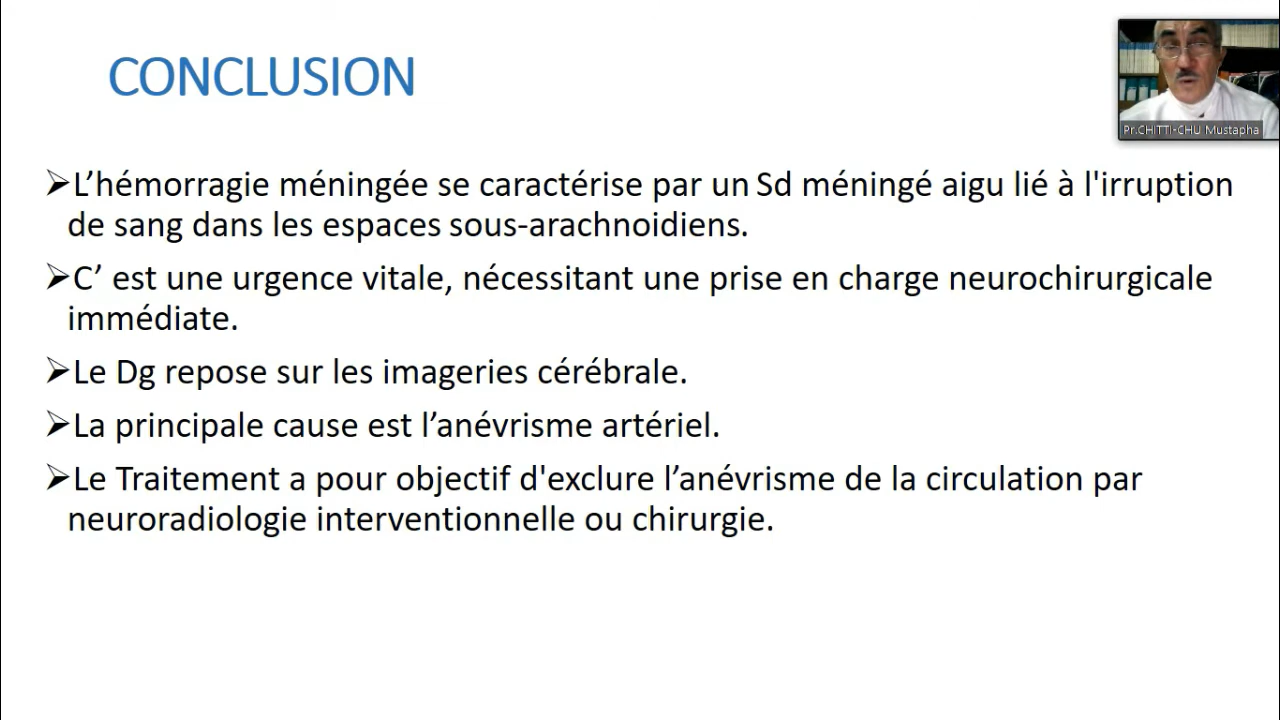 CONCLUSION
Pr.CHITTI-CHU Mustapha
➢L’hémorragie méningée se caractérise par un Sd méningé aigu lié à l'irruption
de sang dans les espaces sous-arachnoidiens.
➢C’ est une urgence vitale, nécessitant une prise en charge neurochirurgicale
immédiate.
➢Le Dg repose sur les imageries cérébrale.
➢La principale cause est l’anévrisme artériel.
➢Le Traitement a pour objectif d'exclure l’anévrisme de la circulation par
neuroradiologie interventionnelle ou chirurgie.